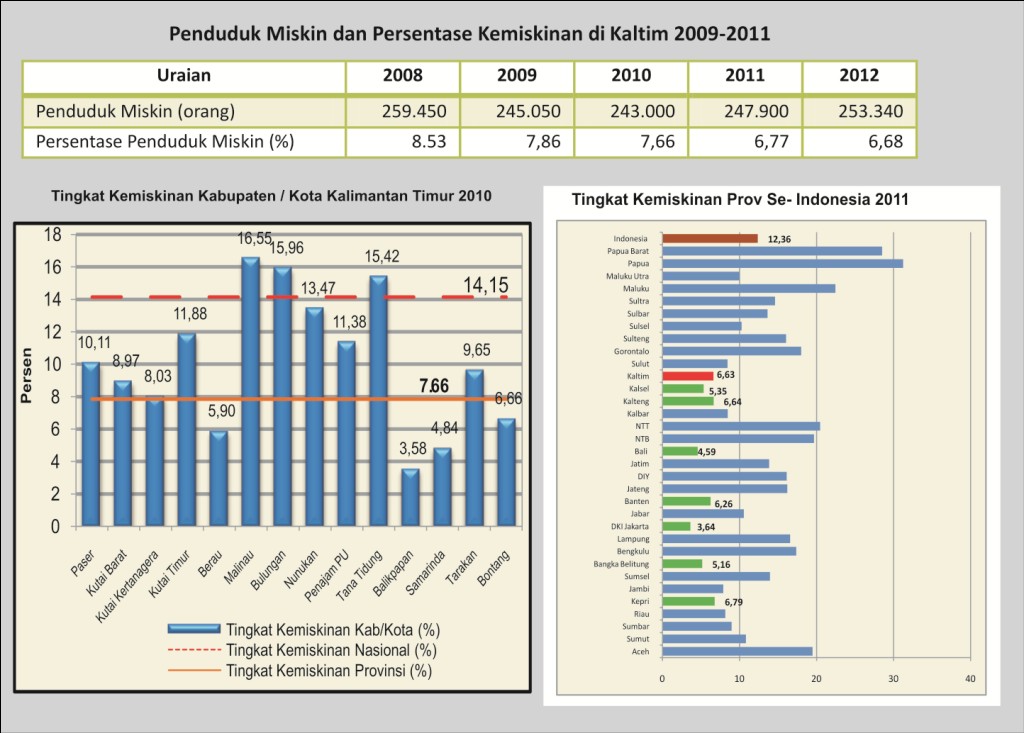 Penduduk Miskin dan Persentase Kemiskinan di Kaltim 2009-2011
Uraian 2008 2009 2010 2011 2012
Penduduk Miskin (orang) 259.450 245.050 243.000 247.900 253.340
Persentase Penduduk Miskin (%) 8.53 7,86 7,66 6,77 6,68
Tingkat Kemiskinan Kabupaten / Kota Kalimantan Timur 2010
Persen
18
16
14
12
10
8
6
4
2
0
10,11
8,97
8,03
11,88
5,90
16,55
15,96
13,47
11,38
15,42
3,58
4,84
9,65
6,66
14,15
7.66
Paser
Kutai Barat
Kutai Kertanagera
Kutai Timur
Berau
Malinau
Bulungan
Nunukan
Penajam PU
Tana Tidung
Balikpapan
Samarinda
Tarakan
Bontang
Tingkat Kemiskinan Kab/Kota (%)
Tingkat Kemiskinan Nasional (%)
Tingkat Kemiskinan Provinsi (%)
Tingkat Kemiskinan Prov Se- Indonesia 2011
Indonesia 12,36
Papua Barat
Papua
Maluku Utra
Maluku
Sultra
Sulbar
Sulsel
Sulteng
Gorontalo
Sulut
Kaltim 6,63
Kalsel 5,35
Kalteng 6,64
Kalbar
NTT
NTB
Bali 4,59
Jatim
DIY
Jateng
Banten 6,26
Jabar
DKI Jakarta 3,64
Lampung
Bengkulu
Bangka Belitung 5,16
Sumsel
Jambi
Kepri 6,79
Riau
Sumbar
Sumut
Aceh
0 10 20 30 40